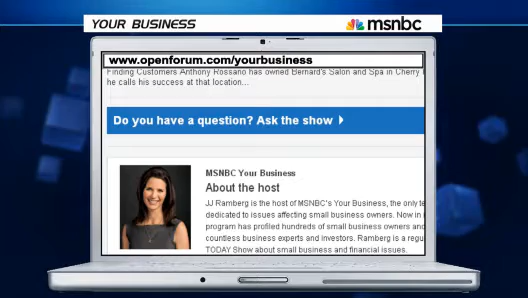 YOUR BUSINESS
msnbc
www.openforum.com/yourbusiness
Finding Customers Anthony Rossano has owned Bernard's Salon and Spa in Cherry
he calls his success at that location...
Do you have a question? Ask the show
MSNBC Your Business
About the host
JJ Ramberg is the host of MSNBC's Your Business, the only te
dedicated to issues affecting small business owners. Now in
program has profiled hundreds of small business owners and
countless business experts and investors. Ramberg is a regu
TODAY Show about small business and financial issues.